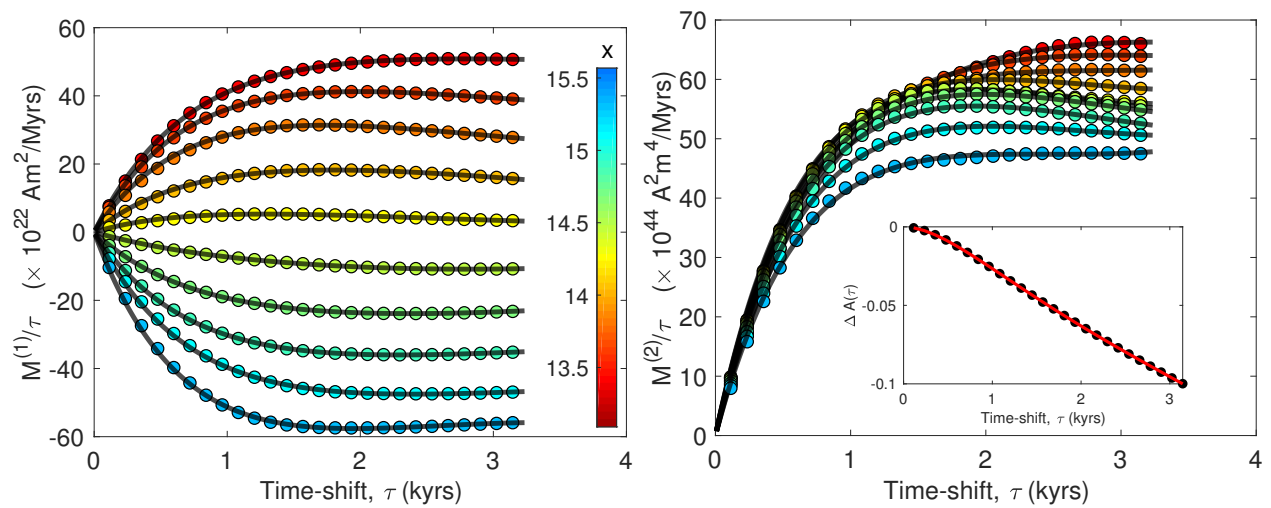 60
40
20
0
-20
-40
-60
M(1)/τ (× 10²² Am²/Myrs)
0 1 2 3 4
Time-shift, τ (kyrs)
x
15.5
15
14.5
14
13.5
70
60
50
40
30
20
10
0
M(2)/τ (× 10⁴⁴ A²m⁴/Myrs)
0 1 2 3 4
Time-shift, τ (kyrs)
0
-0.05
-0.1
Δ A(τ)
0 1 2 3
Time-shift, τ (kyrs)